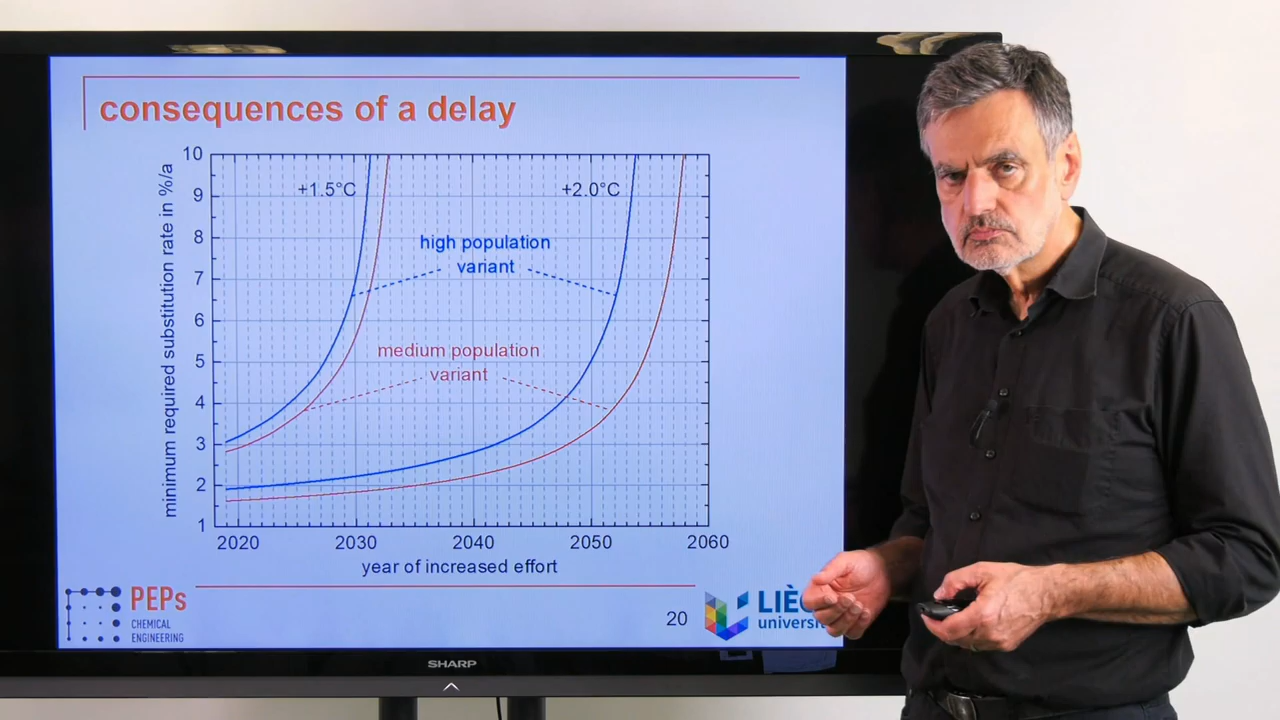 consequences of a delay
minimum required substitution rate in %/a
10
9
8
7
6
5
4
3
2
1
+1.5°C
+2.0°C
high population
variant
medium population
variant
2020
2030
2040
2050
2060
year of increased effort
PEPs
CHEMICAL
ENGINEERING
20
LIÈG
universit
SHARP